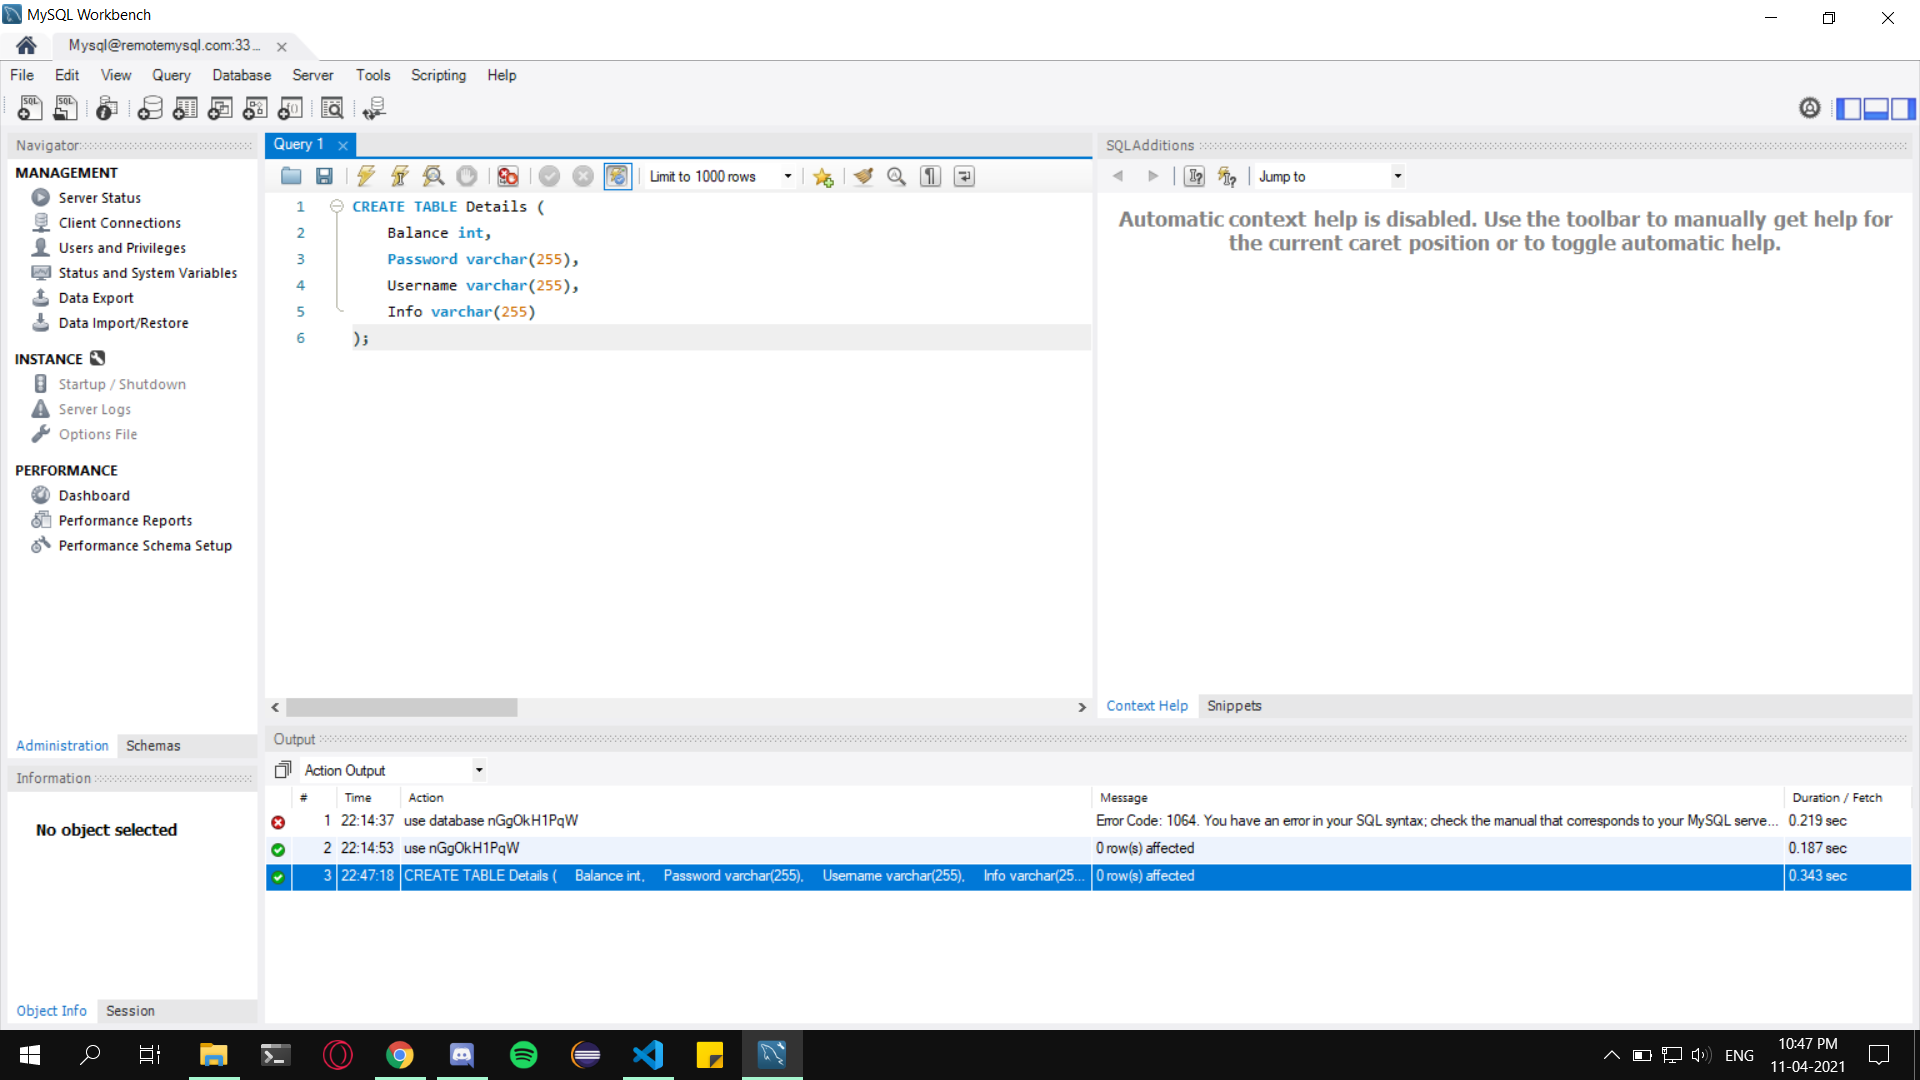 MySQL Workbench
Mysql@remotemysql.com:33...
File Edit View Query Database Server Tools Scripting Help
Navigator
MANAGEMENT
Server Status
Client Connections
Users and Privileges
Status and System Variables
Data Export
Data Import/Restore
INSTANCE
Startup / Shutdown
Server Logs
Options File
PERFORMANCE
Dashboard
Performance Reports
Performance Schema Setup
Administration Schemas
Information
No object selected
Object Info Session
Query 1
Limit to 1000 rows
1 CREATE TABLE Details (
2 Balance int,
3 Password varchar(255),
4 Username varchar(255),
5 Info varchar(255)
6 );
SQLAdditions
Jump to
Automatic context help is disabled. Use the toolbar to manually get help for
the current caret position or to toggle automatic help.
Context Help Snippets
Output
Action Output
# Time Action Message Duration / Fetch
1 22:14:37 use database nGgOkH1PqW Error Code: 1064. You have an error in your SQL syntax; check the manual that corresponds to your MySQL serve... 0.219 sec
2 22:14:53 use nGgOkH1PqW 0 row(s) affected 0.187 sec
3 22:47:18 CREATE TABLE Details ( Balance int, Password varchar(255), Username varchar(255), Info varchar(25... 0 row(s) affected 0.343 sec
ENG
10:47 PM
11-04-2021